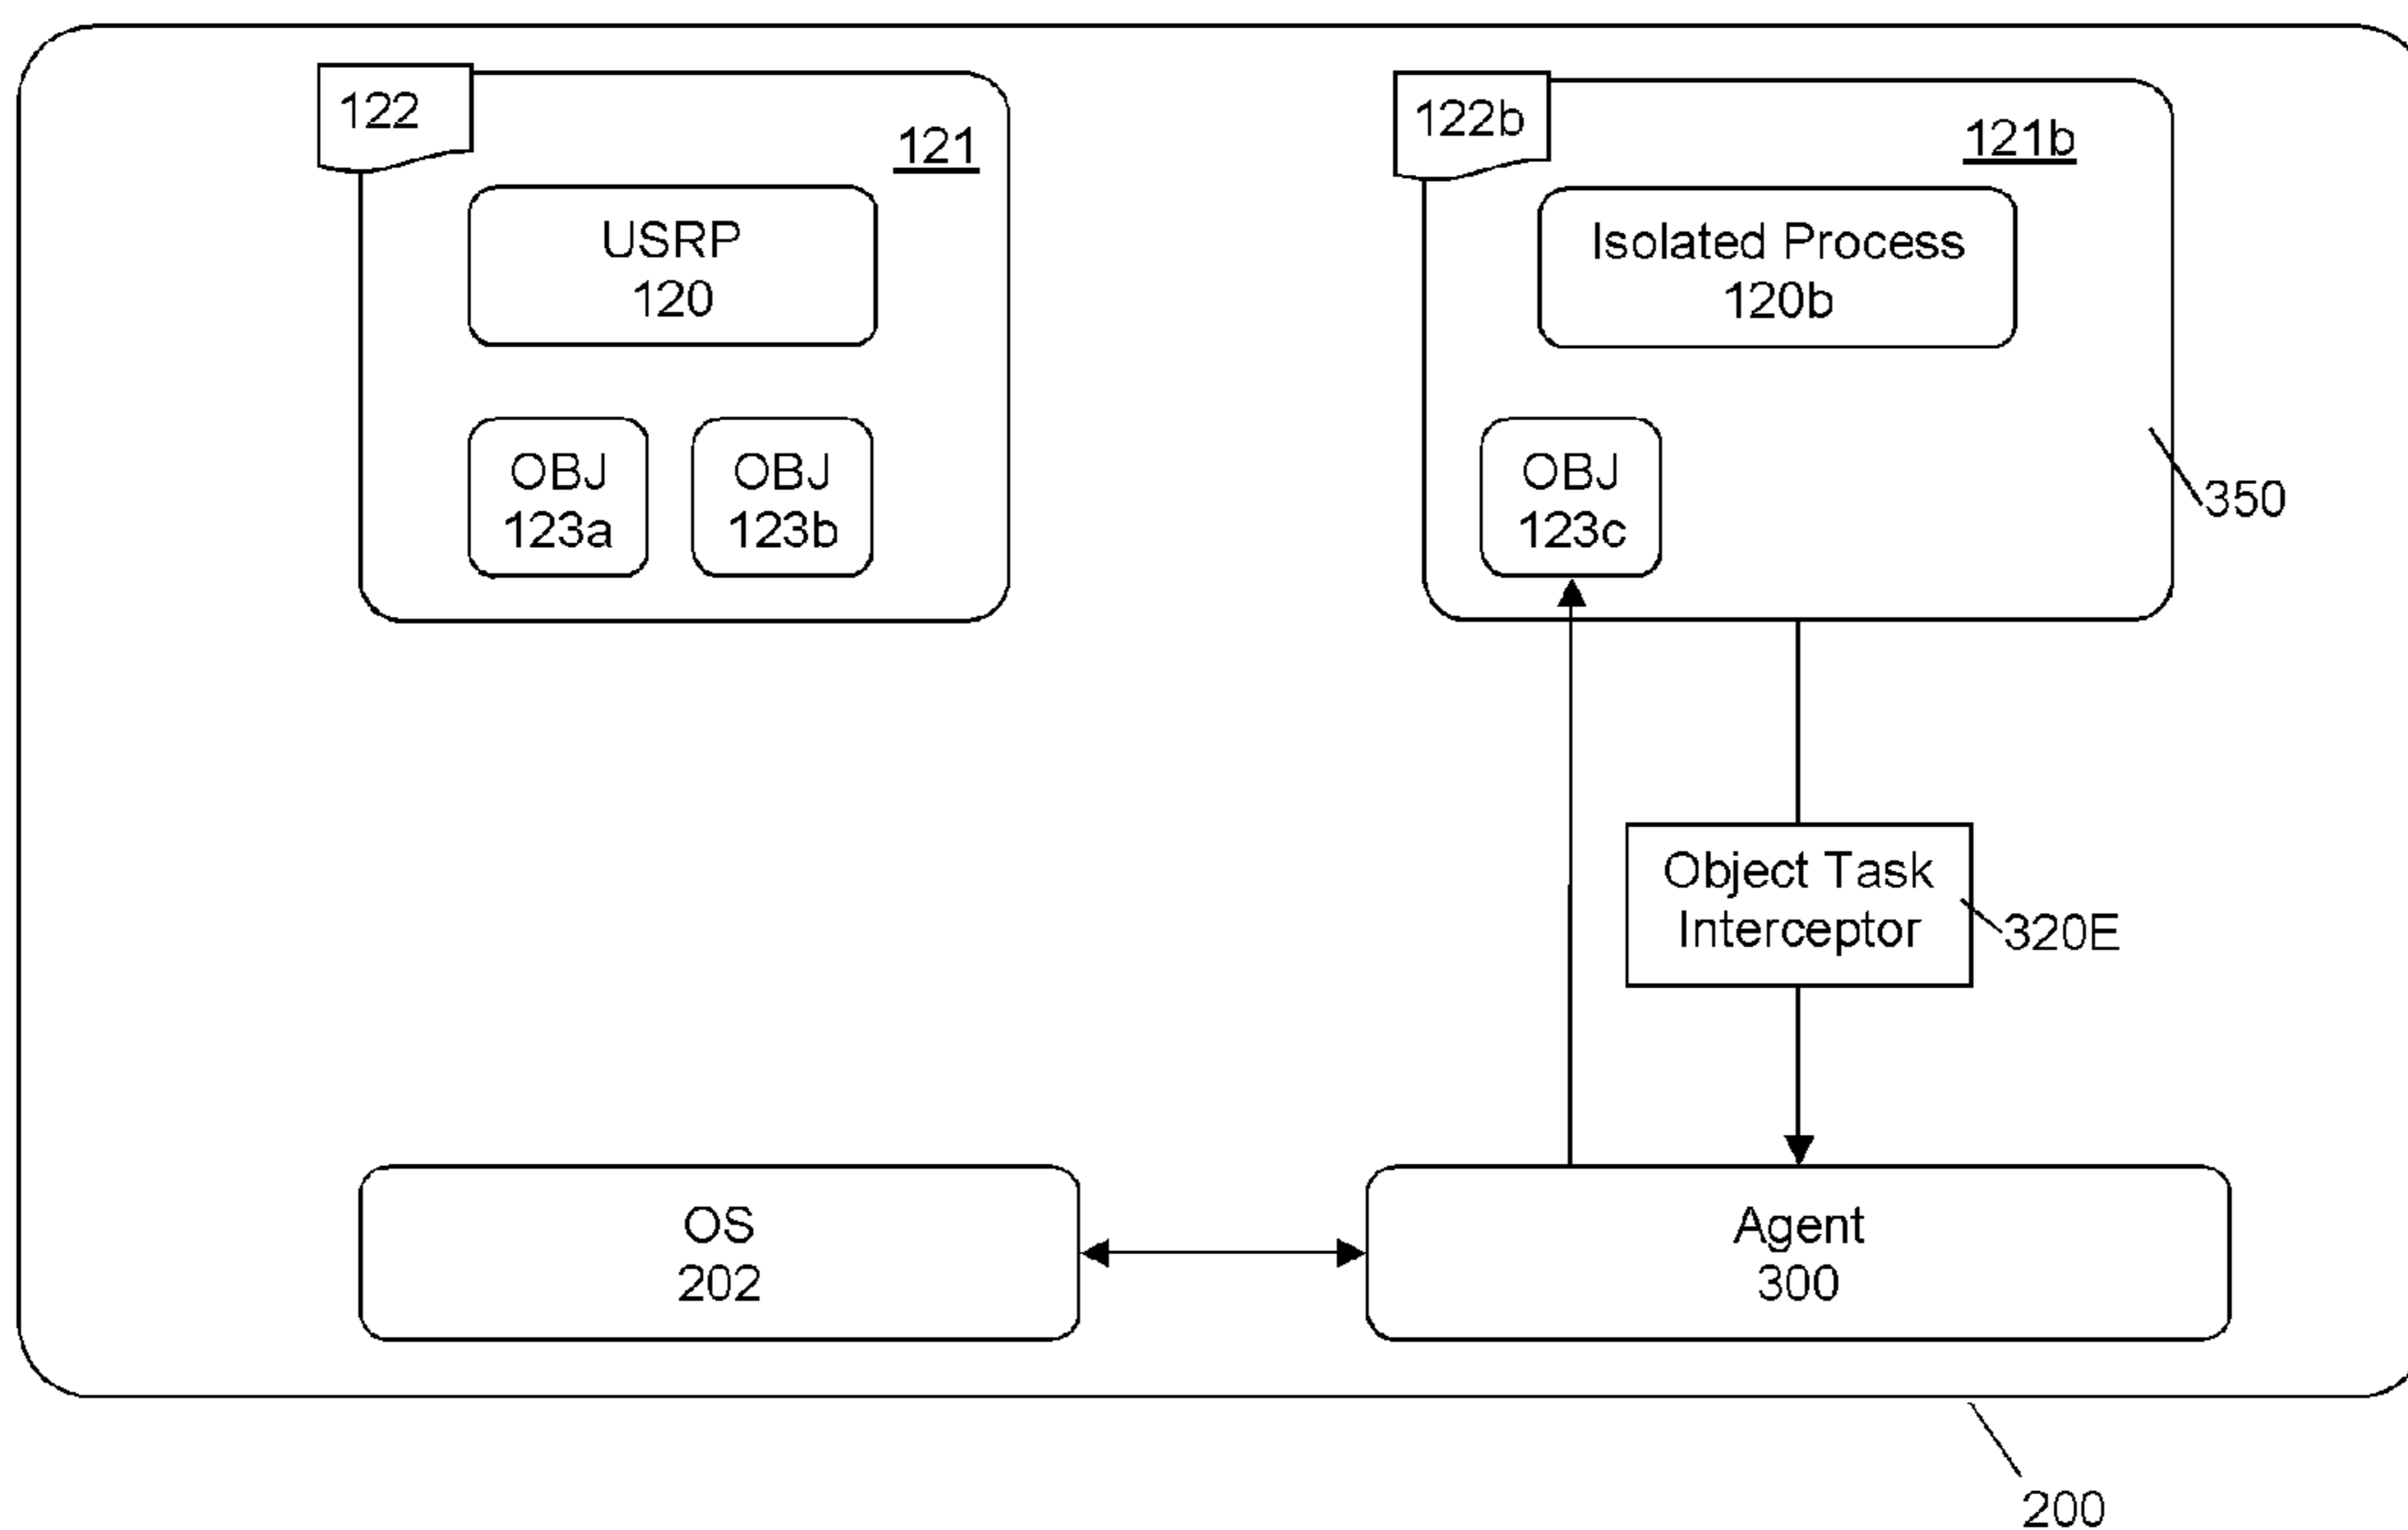 122
121
USRP
120
OBJ
123a
OBJ
123b
122b
121b
Isolated Process
120b
OBJ
123c
350
Object Task
Interceptor
320E
OS
202
Agent
300
200